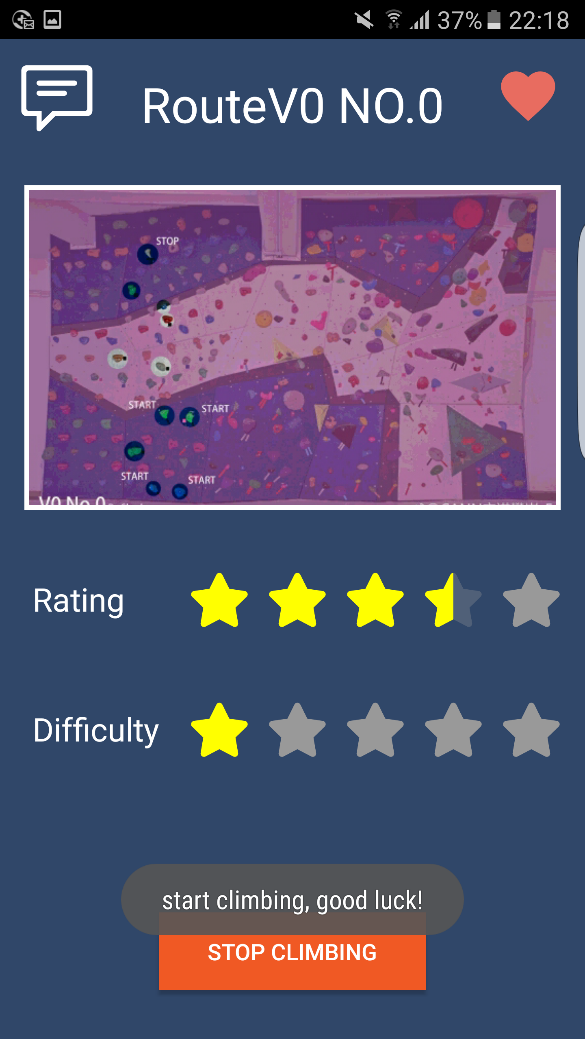 37% 22:18
RouteV0 NO.0
STOP
START
START
START
START
V0 No.0
Rating
Difficulty
start climbing, good luck!
STOP CLIMBING